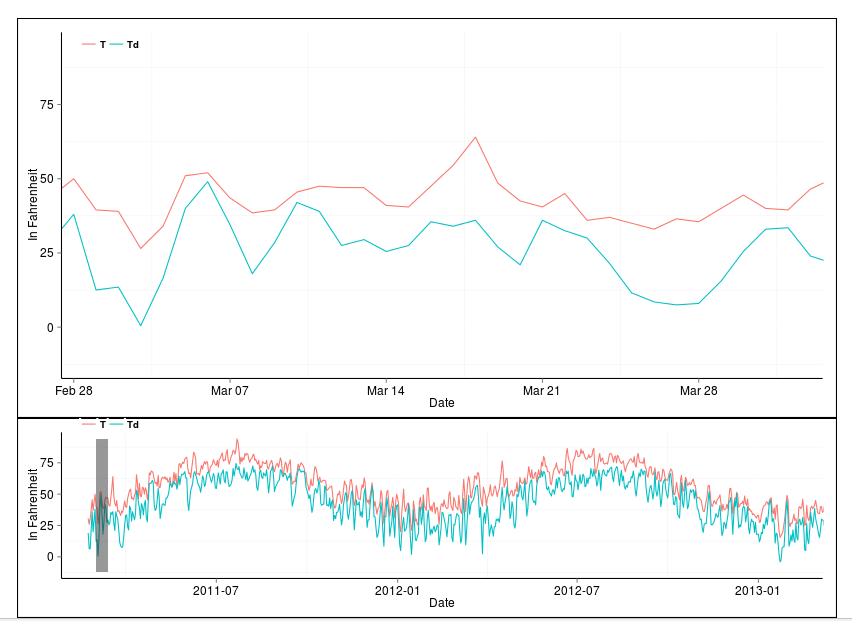 T Td
75
50
25
0
In Fahrenheit
Feb 28 Mar 07 Mar 14 Mar 21 Mar 28
Date
T Td
75
50
25
0
In Fahrenheit
2011-07 2012-01 2012-07 2013-01
Date